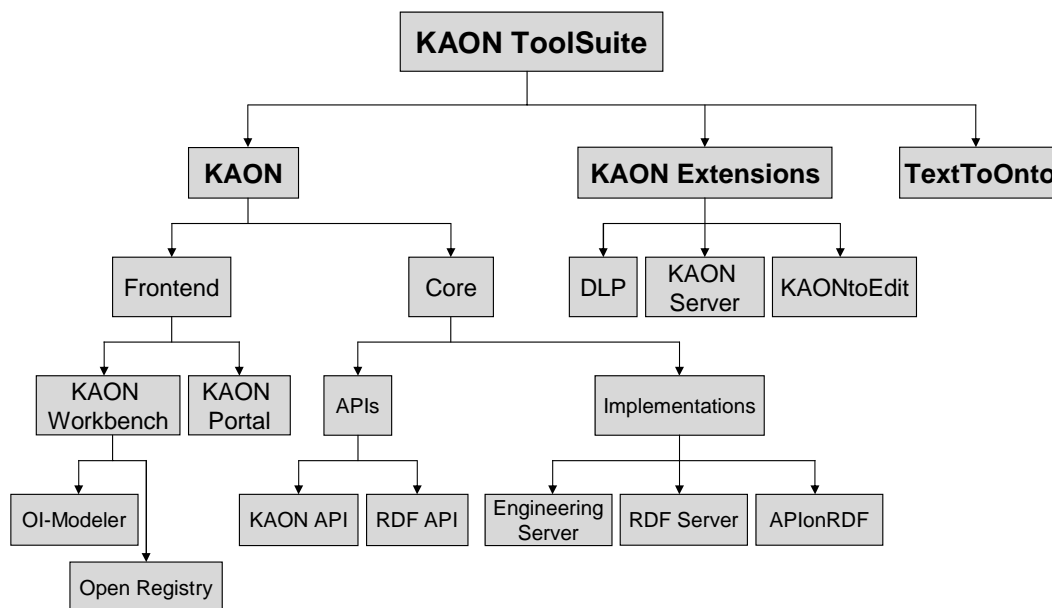 KAON ToolSuite
KAON
KAON Extensions
TextToOnto
Frontend
Core
DLP
KAON
Server
KAONtoEdit
KAON
Workbench
KAON
Portal
APIs
Implementations
OI-Modeler
KAON API
RDF API
Engineering
Server
RDF Server
APIonRDF
Open Registry